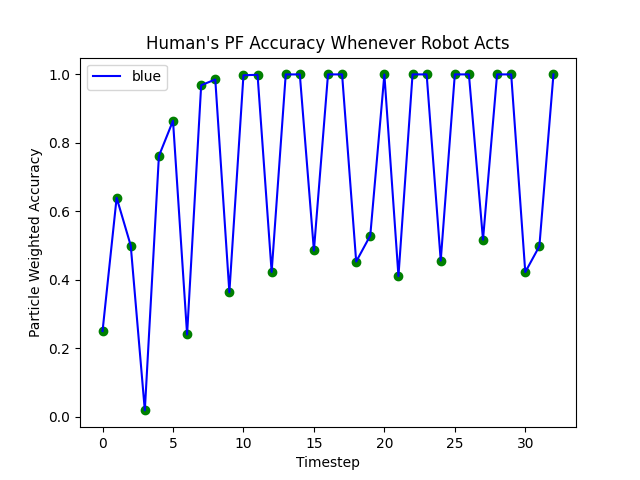 Human's PF Accuracy Whenever Robot Acts
blue
1.0
0.8
0.6
0.4
0.2
0.0
Particle Weighted Accuracy
0 5 10 15 20 25 30
Timestep